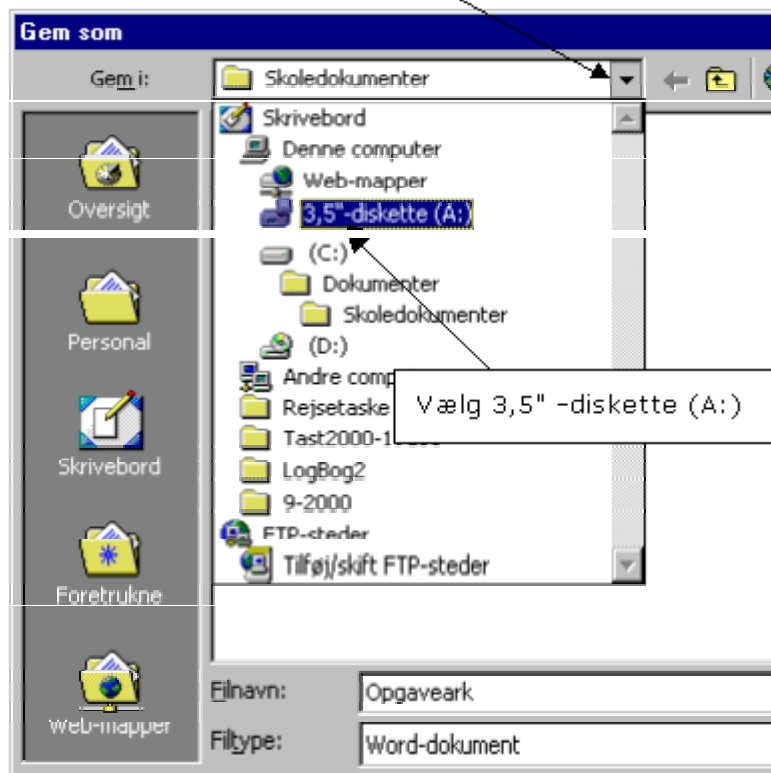 Gem som
Gem i:
Skoledokumenter
Skrivebord
Denne computer
Web-mapper
3,5"-diskette (A:)
(C:)
Dokumenter
Skoledokumenter
(D:)
Andre
Rejsetaske
LogBog2
9-2000
FTP-steder
Tilføj/skift FTP-steder
Vælg 3,5" -diskette (A:)
Oversigt
Personal
Skrivebord
Foretrukne
Web-mapper
Filnavn:
Opgaveark
Filtype:
Word-dokument